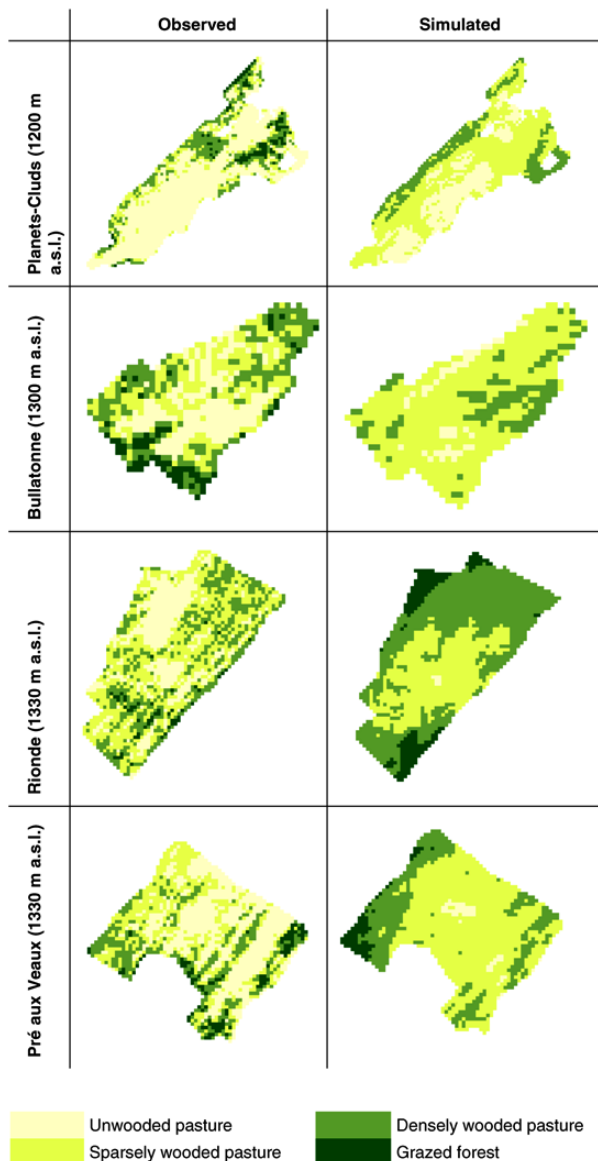 Observed
Simulated
Planets-Cluds (1200 m
a.s.l.)
Bullatonne (1300 m a.s.l.)
Rionde (1330 m a.s.l.)
Pré aux Veaux (1330 m a.s.l.)
Unwooded pasture
Densely wooded pasture
Sparsely wooded pasture
Grazed forest